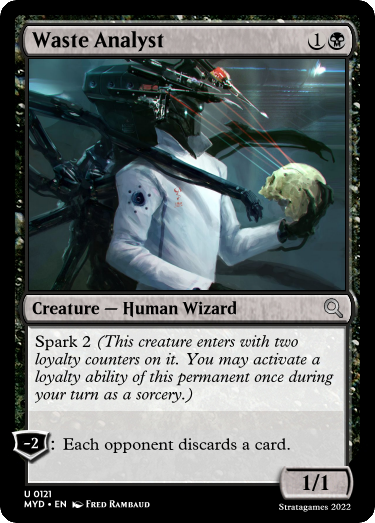 Waste Analyst 1
Creature — Human Wizard
Spark 2 (This creature enters with two
loyalty counters on it. You may activate a
loyalty ability of this permanent once during
your turn as a sorcery.)
-2: Each opponent discards a card.
1/1
U 0121
MYD • EN Fred Rambaud
Stratagames 2022